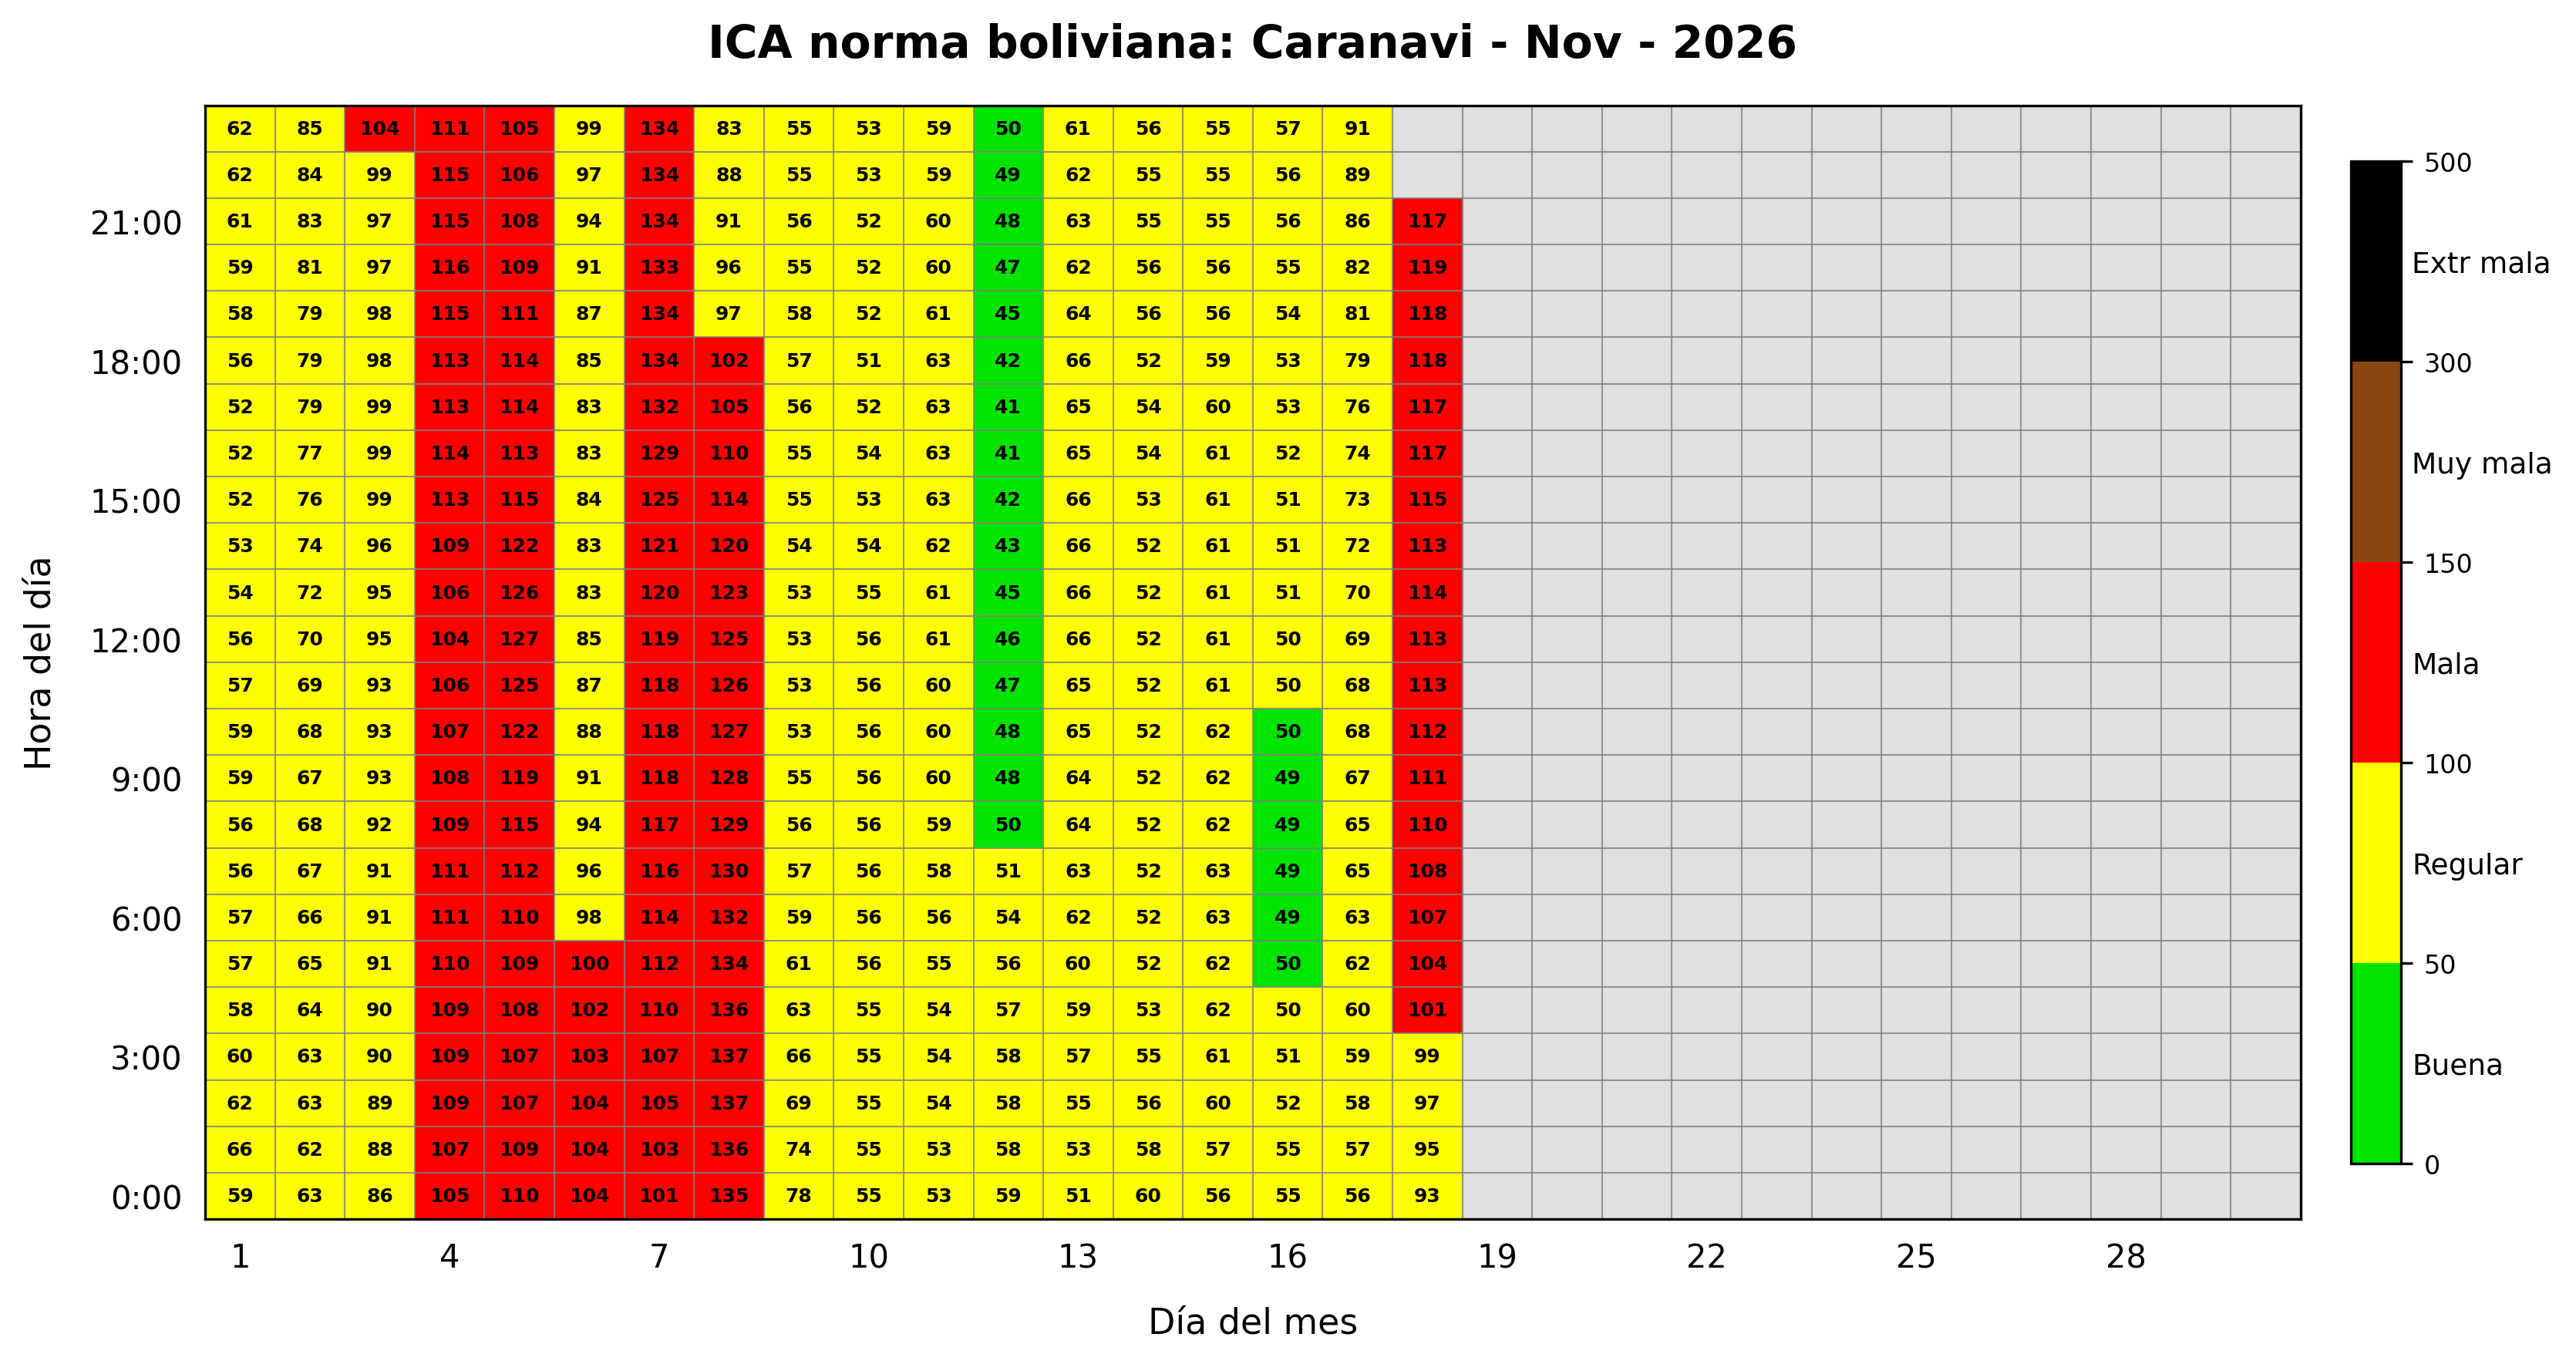 ICA norma boliviana: Caranavi - Nov - 2026
62 85 104 111 105 99 134 83 55 53 59 50 61 56 55 57 91
62 84 99 115 106 97 134 88 55 53 59 49 62 55 55 56 89
21:00 61 83 97 115 108 94 134 91 56 52 60 48 63 55 55 56 86 117
59 81 97 116 109 91 133 96 55 52 60 47 62 56 56 55 82 119
58 79 98 115 111 87 134 97 58 52 61 45 64 56 56 54 81 118
18:00 56 79 98 113 114 85 134 102 57 51 63 42 66 52 59 53 79 118
52 79 99 113 114 83 132 105 56 52 63 41 65 54 60 53 76 117
52 77 99 114 113 83 129 110 55 54 63 41 65 54 61 52 74 117
15:00 52 76 99 113 115 84 125 114 55 53 63 42 66 53 61 51 73 115
53 74 96 109 122 83 121 120 54 54 62 43 66 52 61 51 72 113
54 72 95 106 126 83 120 123 53 55 61 45 66 52 61 51 70 114
12:00 56 70 95 104 127 85 119 125 53 56 61 46 66 52 61 50 69 113
57 69 93 106 125 87 118 126 53 56 60 47 65 52 61 50 68 113
59 68 93 107 122 88 118 127 53 56 60 48 65 52 62 50 68 112
9:00 59 67 93 108 119 91 118 128 55 56 60 48 64 52 62 49 67 111
56 68 92 109 115 94 117 129 56 56 59 50 64 52 62 49 65 110
56 67 91 111 112 96 116 130 57 56 58 51 63 52 63 49 65 108
6:00 57 66 91 111 110 98 114 132 59 56 56 54 62 52 63 49 63 107
57 65 91 110 109 100 112 134 61 56 55 56 60 52 62 50 62 104
58 64 90 109 108 102 110 136 63 55 54 57 59 53 62 50 60 101
3:00 60 63 90 109 107 103 107 137 66 55 54 58 57 55 61 51 59 99
62 63 89 109 107 104 105 137 69 55 54 58 55 56 60 52 58 97
66 62 88 107 109 104 103 136 74 55 53 58 53 58 57 55 57 95
0:00 59 63 86 105 110 104 101 135 78 55 53 59 51 60 56 55 56 93
1 4 7 10 13 16 19 22 25 28
Día del mes
Hora del día
500
Extr mala
300
Muy mala
150
Mala
100
Regular
50
Buena
0